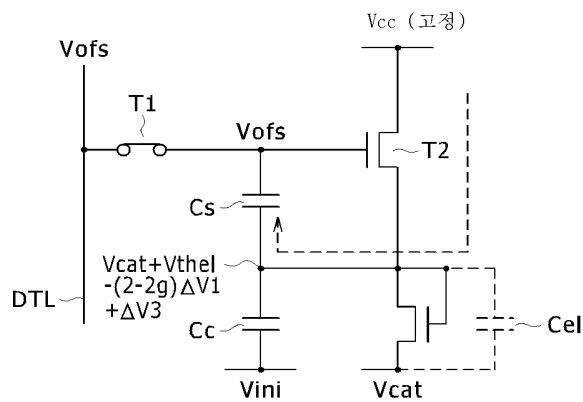 Vcc (고정)
Vofs
T1
Vofs
T2
Cs
Vcat+Vthel
-(2-2g)ΔV1
+ΔV3
DTL
Cc
Cel
Vini
Vcat